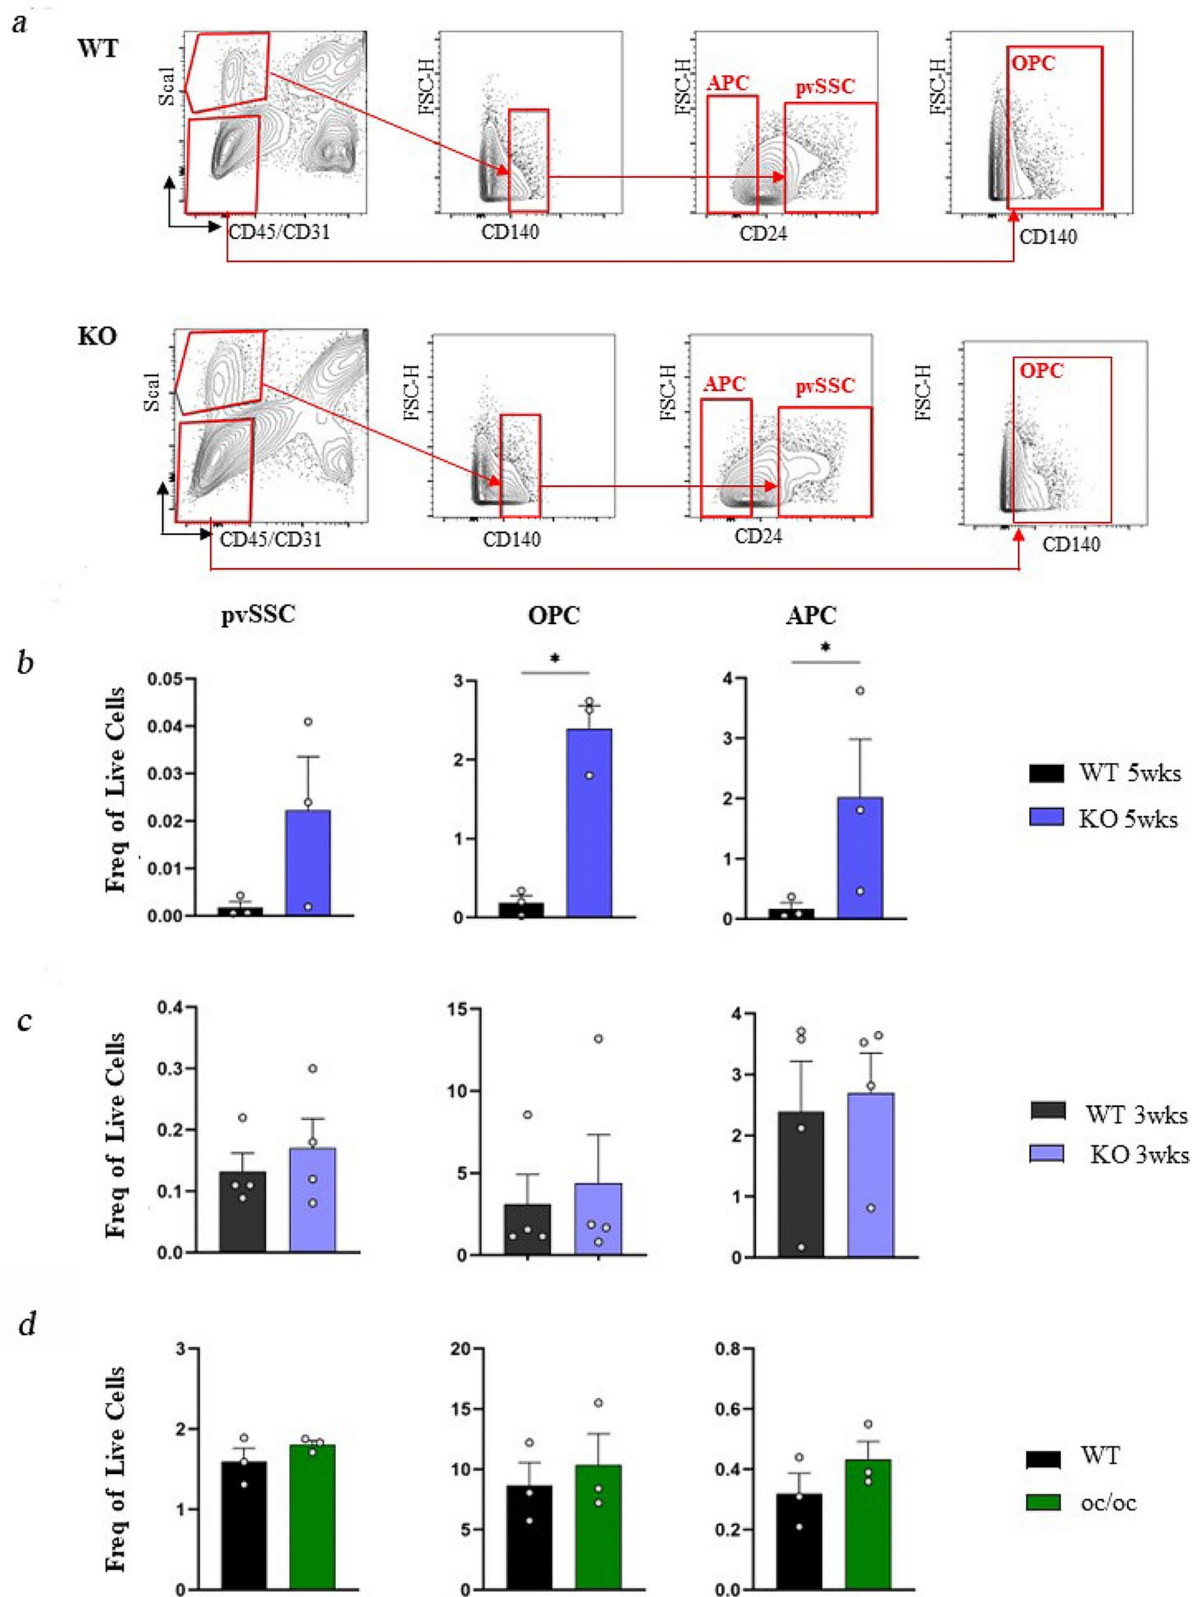 a
WT
Scal
CD45/CD31
FSC-H
CD140
FSC-H
APC
pvSSC
CD24
OPC
CD140
KO
Scal
CD45/CD31
FSC-H
CD140
FSC-H
APC
pvSSC
CD24
FSC-H
OPC
CD140
pvSSC
OPC
APC
b
Freq of Live Cells
0.05
0.04
0.03
0.02
0.01
0.00
*
3
2
1
0
*
4
3
2
1
0
WT 5wks
KO 5wks
c
Freq of Live Cells
0.4
0.3
0.2
0.1
0.0
15
10
5
0
4
3
2
1
0
WT 3wks
KO 3wks
d
Freq of Live Cells
3
2
1
0
20
15
10
5
0
0.8
0.6
0.4
0.2
0.0
WT
oc/oc